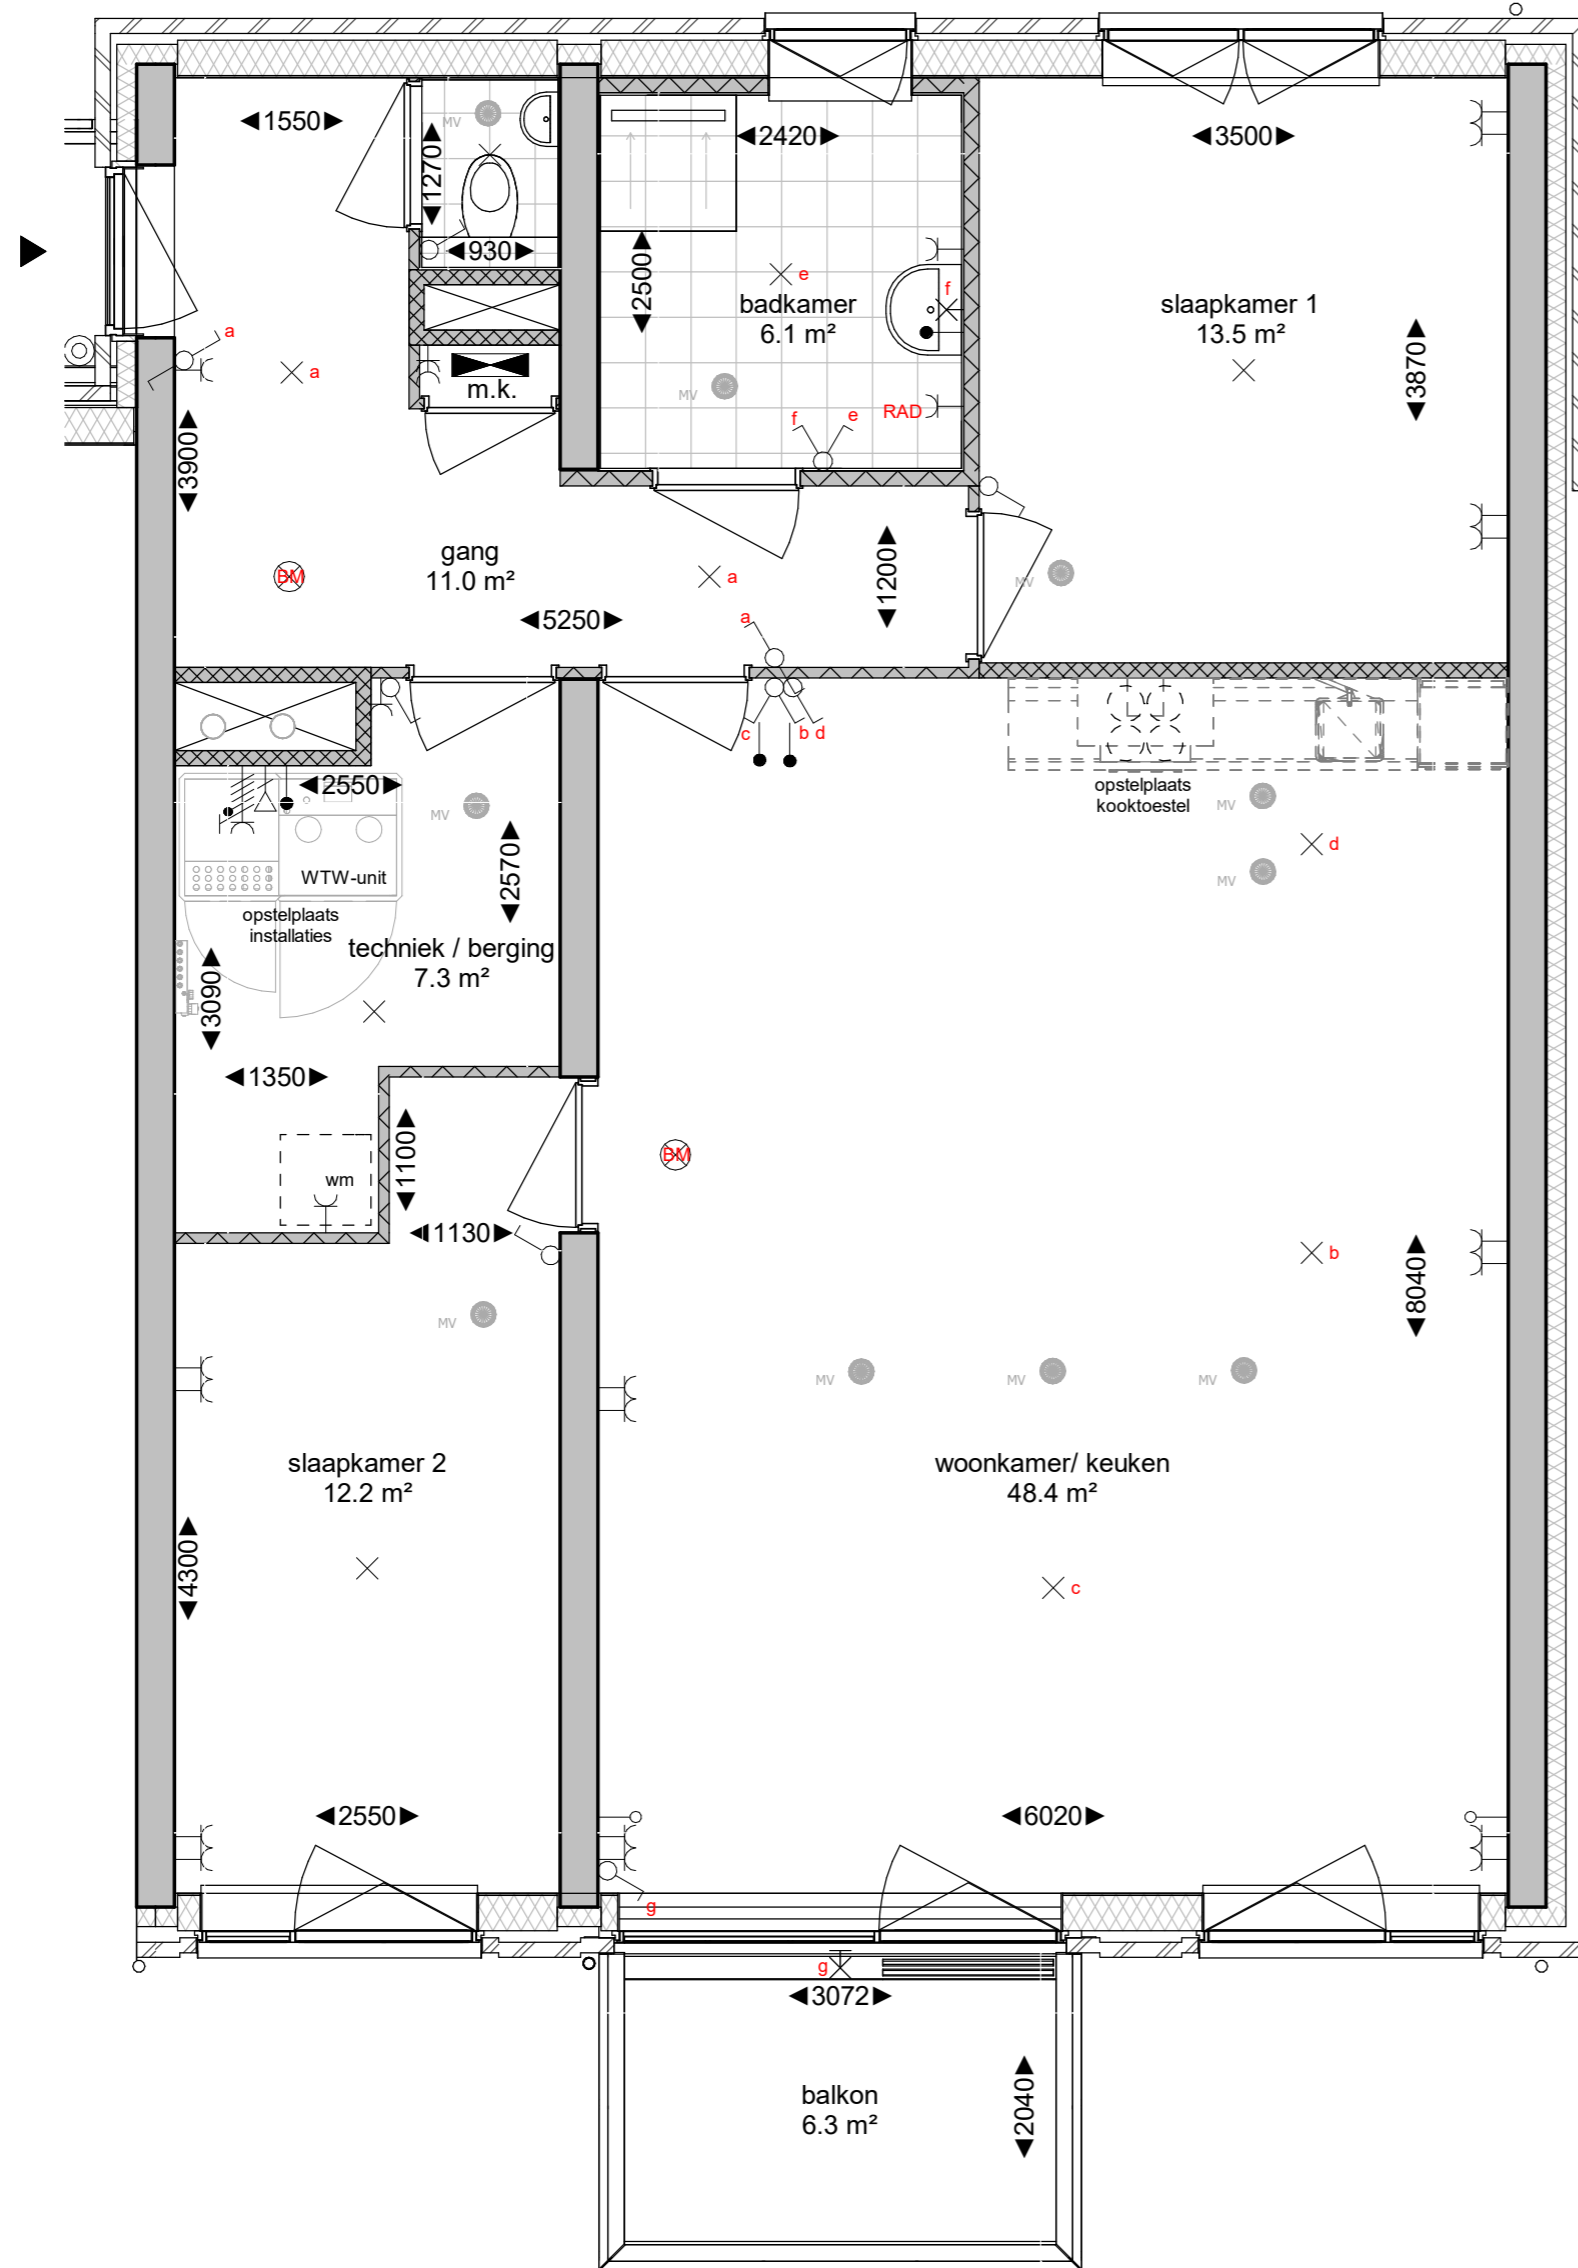 1550
MV
1270
930
2420
3500
2500
e
badkamer
6.1 m²
f
slaapkamer 1
13.5 m²
3870
a
a
m.k.
MV
RAD
f
e
3900
gang
11.0 m²
BM
a
1200
MV
5250
a
c
b
d
2550
MV
WTW-unit
opstelplaats
installaties
2570
techniek / berging
7.3 m²
3090
1350
opstelplaats
kooktoestel
MV
d
MV
wm
1100
1130
BM
b
8040
MV
MV
MV
MV
slaapkamer 2
12.2 m²
woonkamer/ keuken
48.4 m²
4300
c
2550
6020
g
g
3072
balkon
6.3 m²
2040